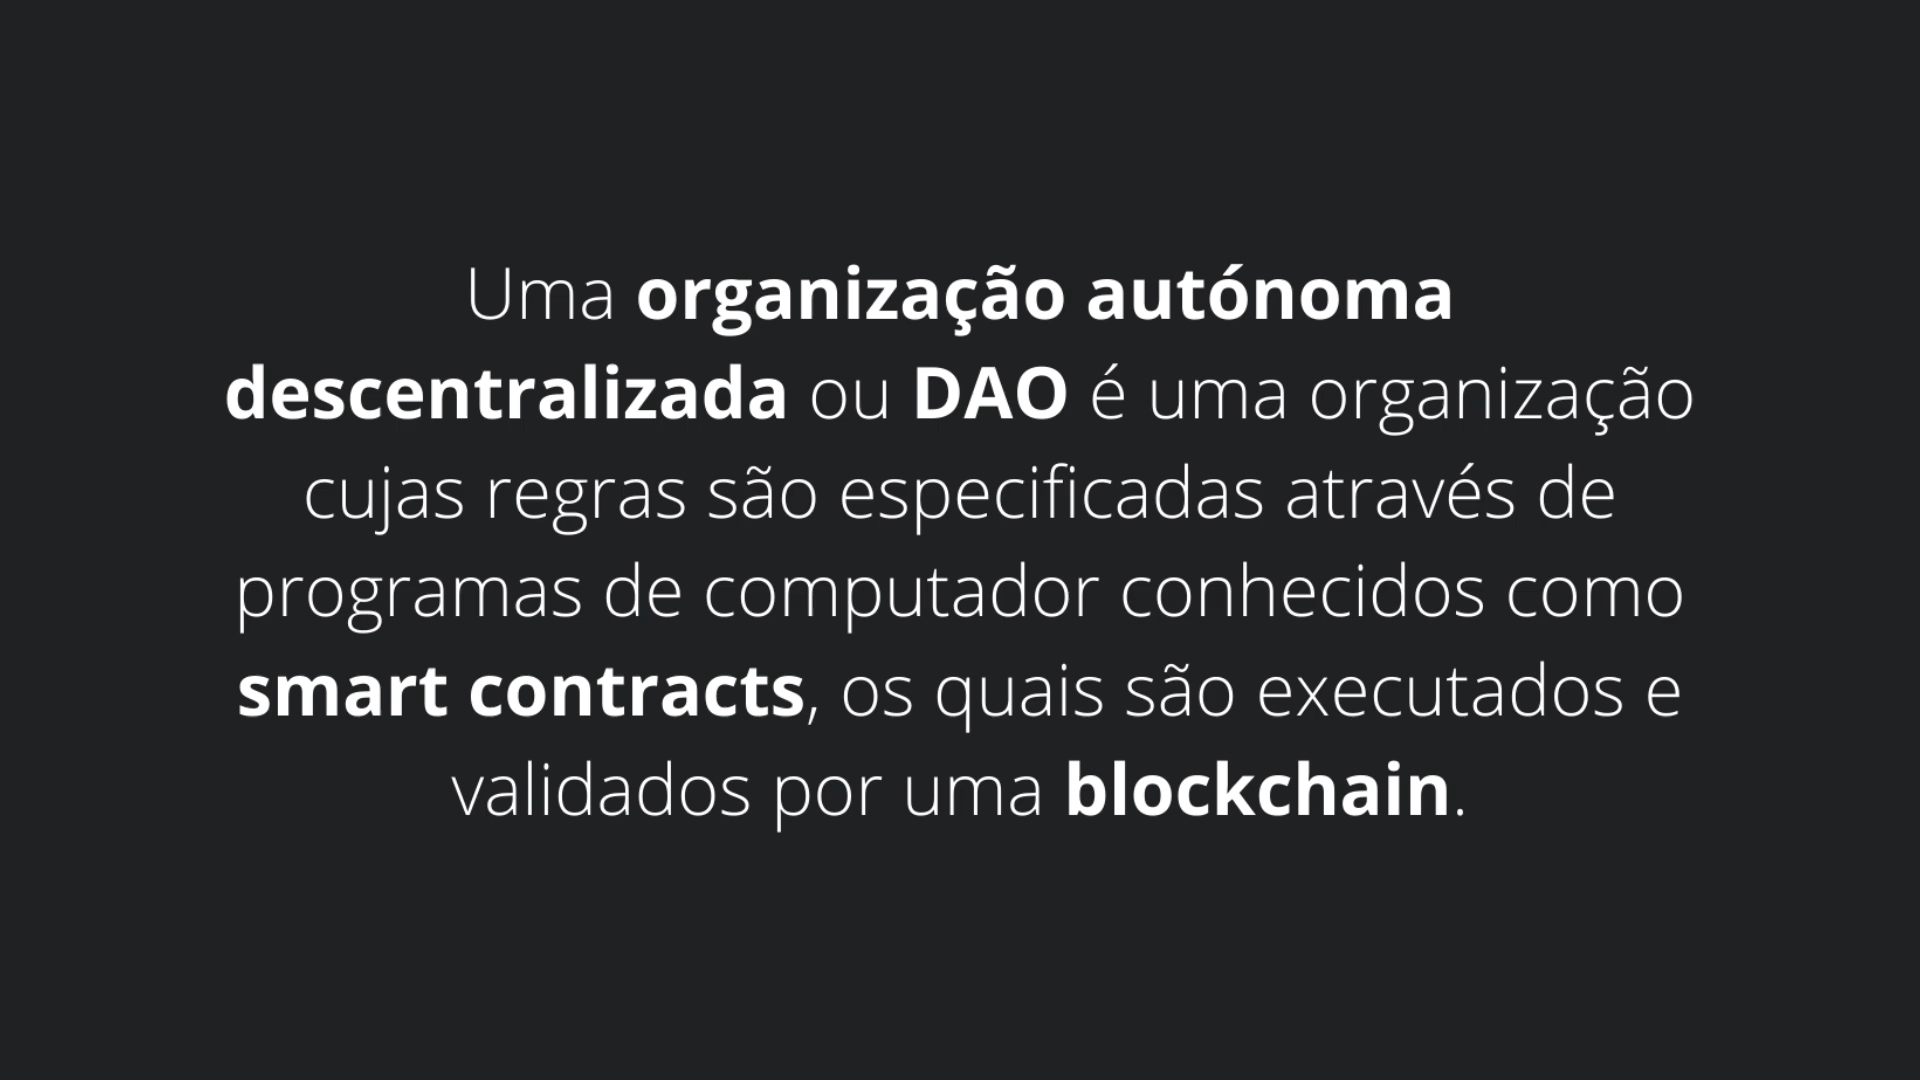 Uma organização autónoma
descentralizada ou DAO é uma organização
cujas regras são especificadas através de
programas de computador conhecidos como
smart contracts, os quais são executados e
validados por uma blockchain.